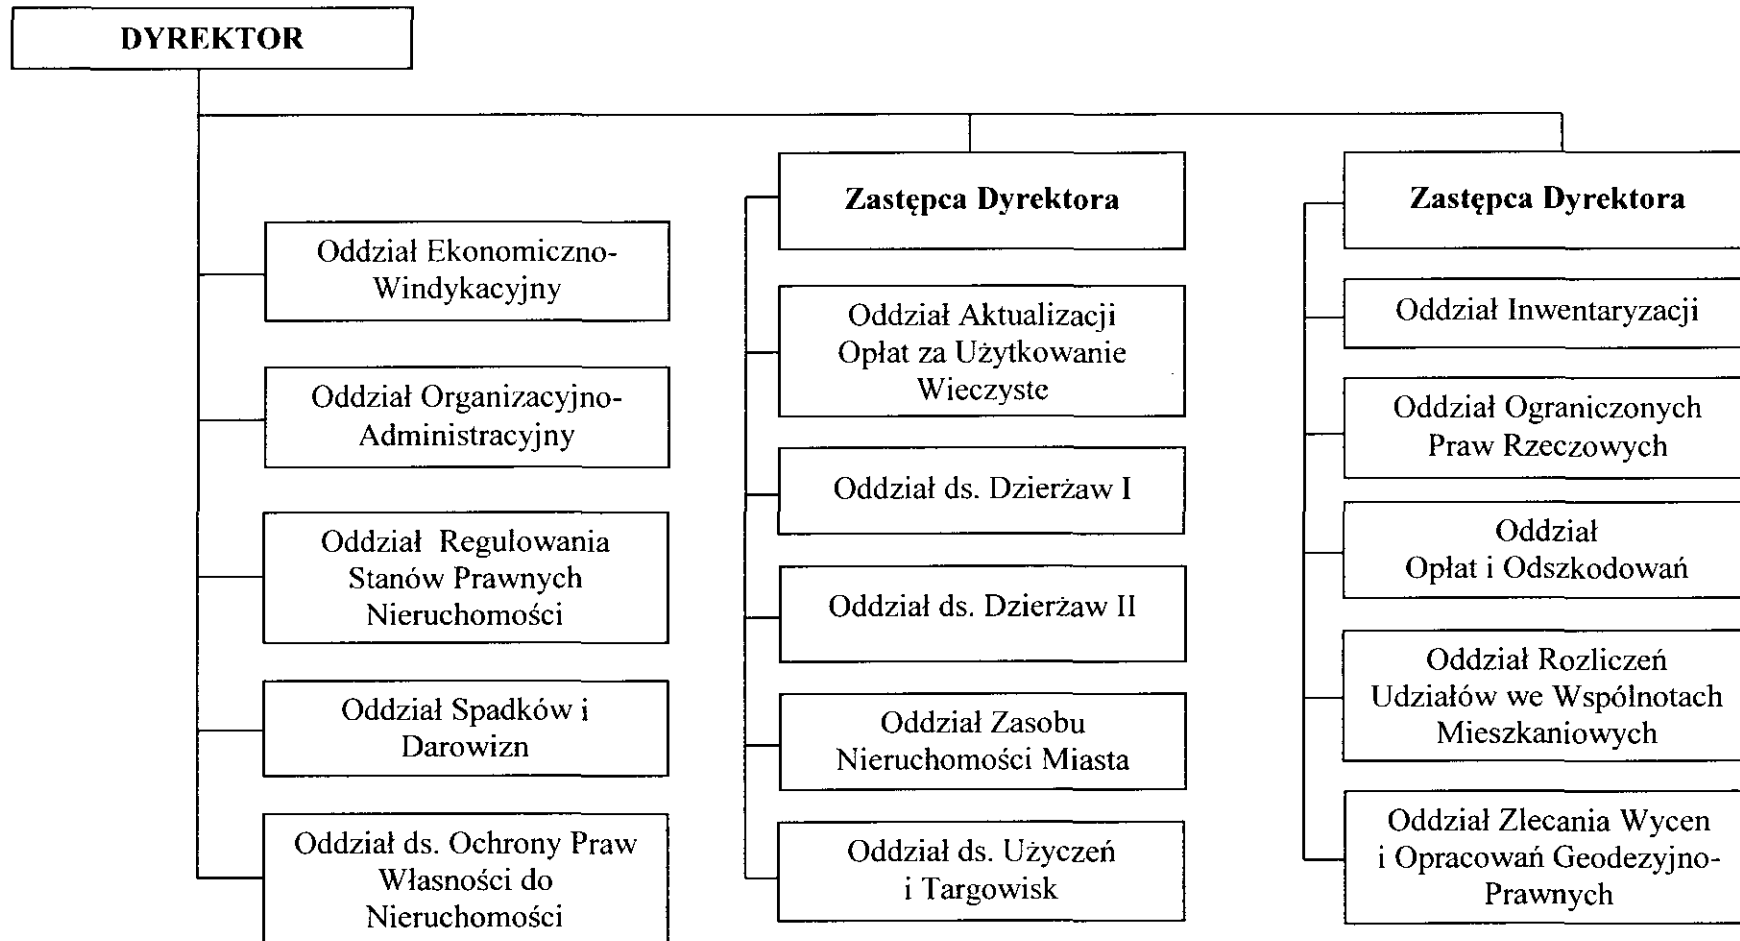 DYREKTOR
Oddział Ekonomiczno-
Windykacyjny
Oddział Organizacyjno-
Administracyjny
Oddział Regulowania
Stanów Prawnych
Nieruchomości
Oddział Spadków i
Darowizn
Oddział ds. Ochrony Praw
Własności do
Nieruchomości
Zastępca Dyrektora
Oddział Aktualizacji
Opłat za Użytkowanie
Wieczyste
Oddział ds. Dzierżaw I
Oddział ds. Dzierżaw II
Oddział Zasobu
Nieruchomości Miasta
Oddział ds. Użyczeń
i Targowisk
Zastępca Dyrektora
Oddział Inwentaryzacji
Oddział Ograniczonych
Praw Rzeczowych
Oddział
Opłat i Odszkodowań
Oddział Rozliczeń
Udziałów we Wspólnotach
Mieszkaniowych
Oddział Zlecania Wycen
i Opracowań Geodezyjno-
Prawnych